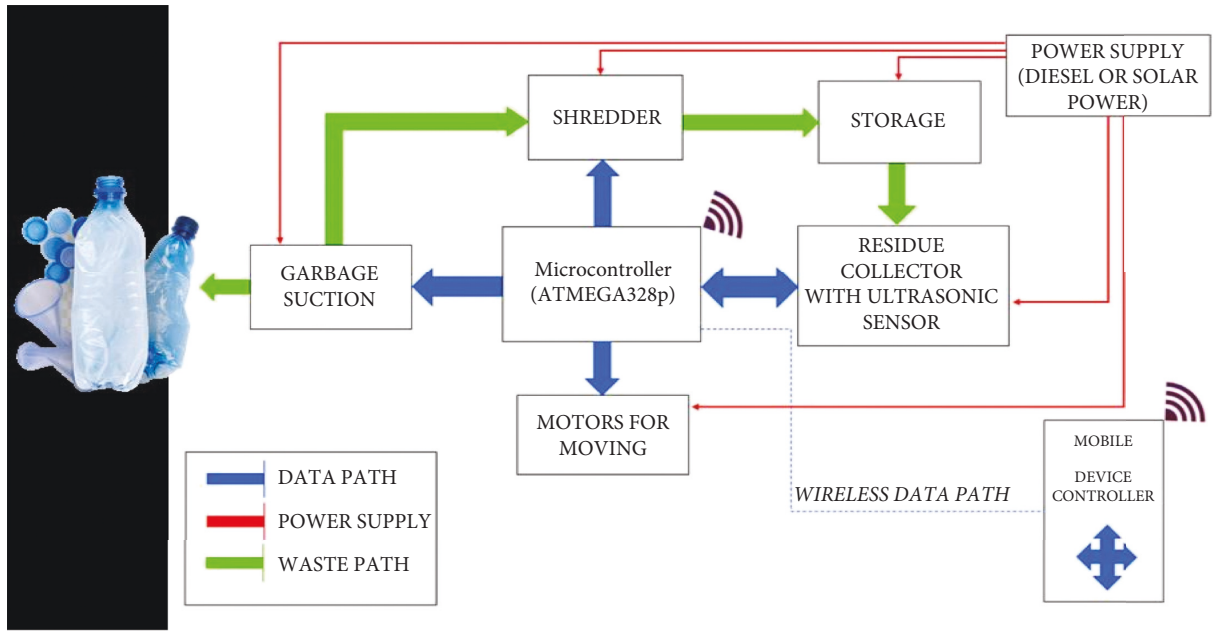 POWER SUPPLY
(DIESEL OR SOLAR
POWER)
SHREDDER
STORAGE
GARBAGE
SUCTION
Microcontroller
(ATMEGA328p)
RESIDUE
COLLECTOR
WITH ULTRASONIC
SENSOR
MOTORS FOR
MOVING
MOBILE
DEVICE
CONTROLLER
WIRELESS DATA PATH
DATA PATH
POWER SUPPLY
WASTE PATH